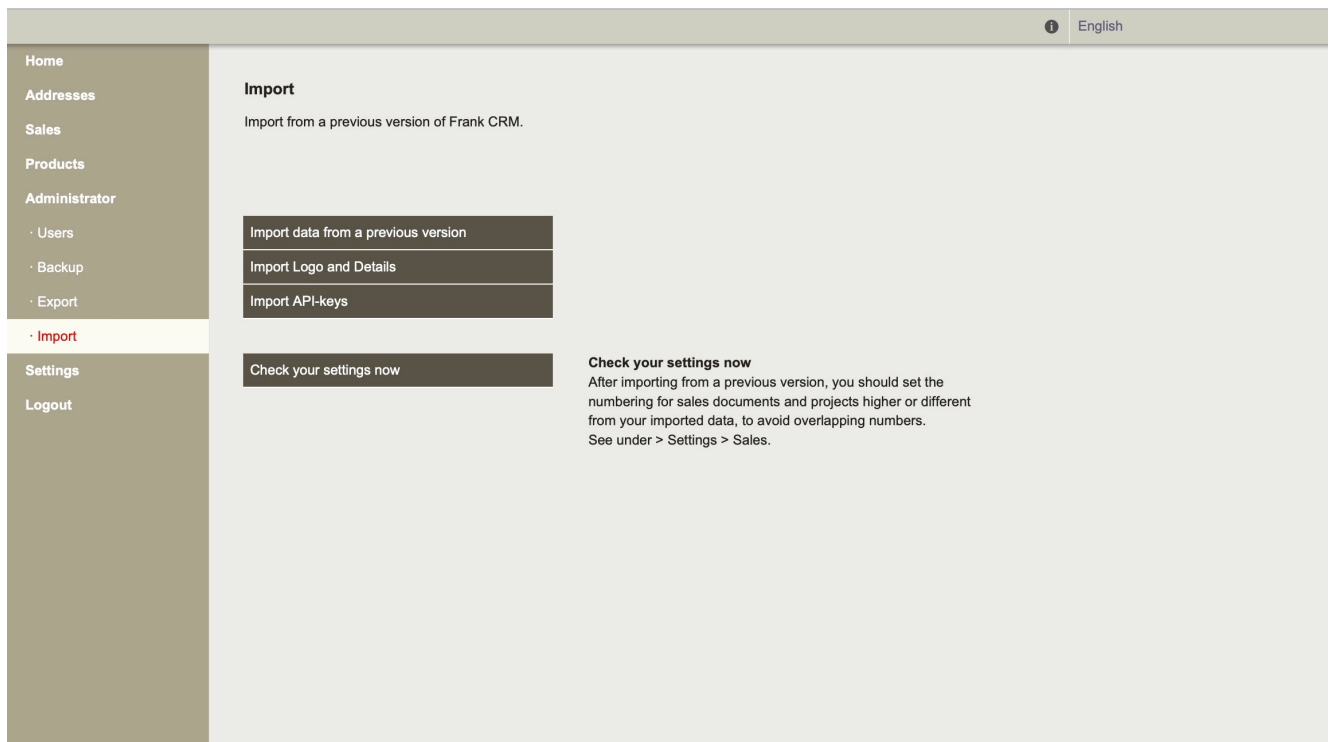 English
Home
Addresses
Sales
Products
Administrator
· Users
· Backup
· Export
· Import
Settings
Logout
Import
Import from a previous version of Frank CRM.
Import data from a previous version
Import Logo and Details
Import API-keys
Check your settings now
Check your settings now
After importing from a previous version, you should set the
numbering for sales documents and projects higher or different
from your imported data, to avoid overlapping numbers.
See under > Settings > Sales.